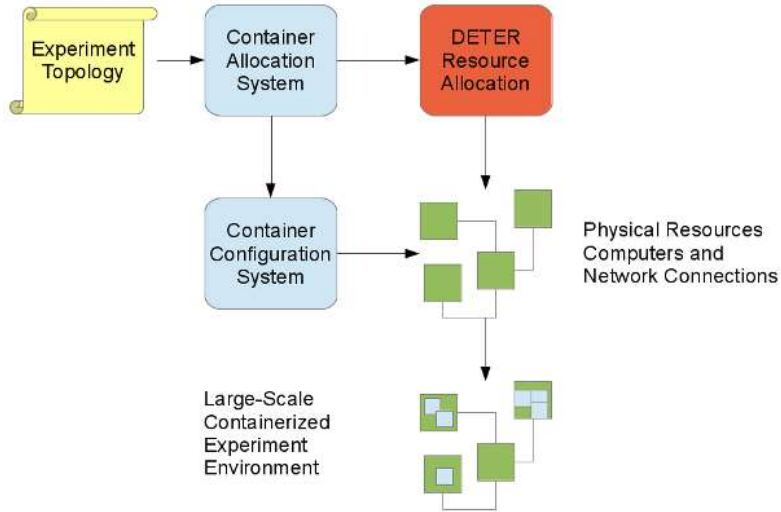 Experiment
Topology
Container
Allocation
System
DETER
Resource
Allocation
Container
Configuration
System
Physical Resources
Computers and
Network Connections
Large-Scale
Containerized
Experiment
Environment